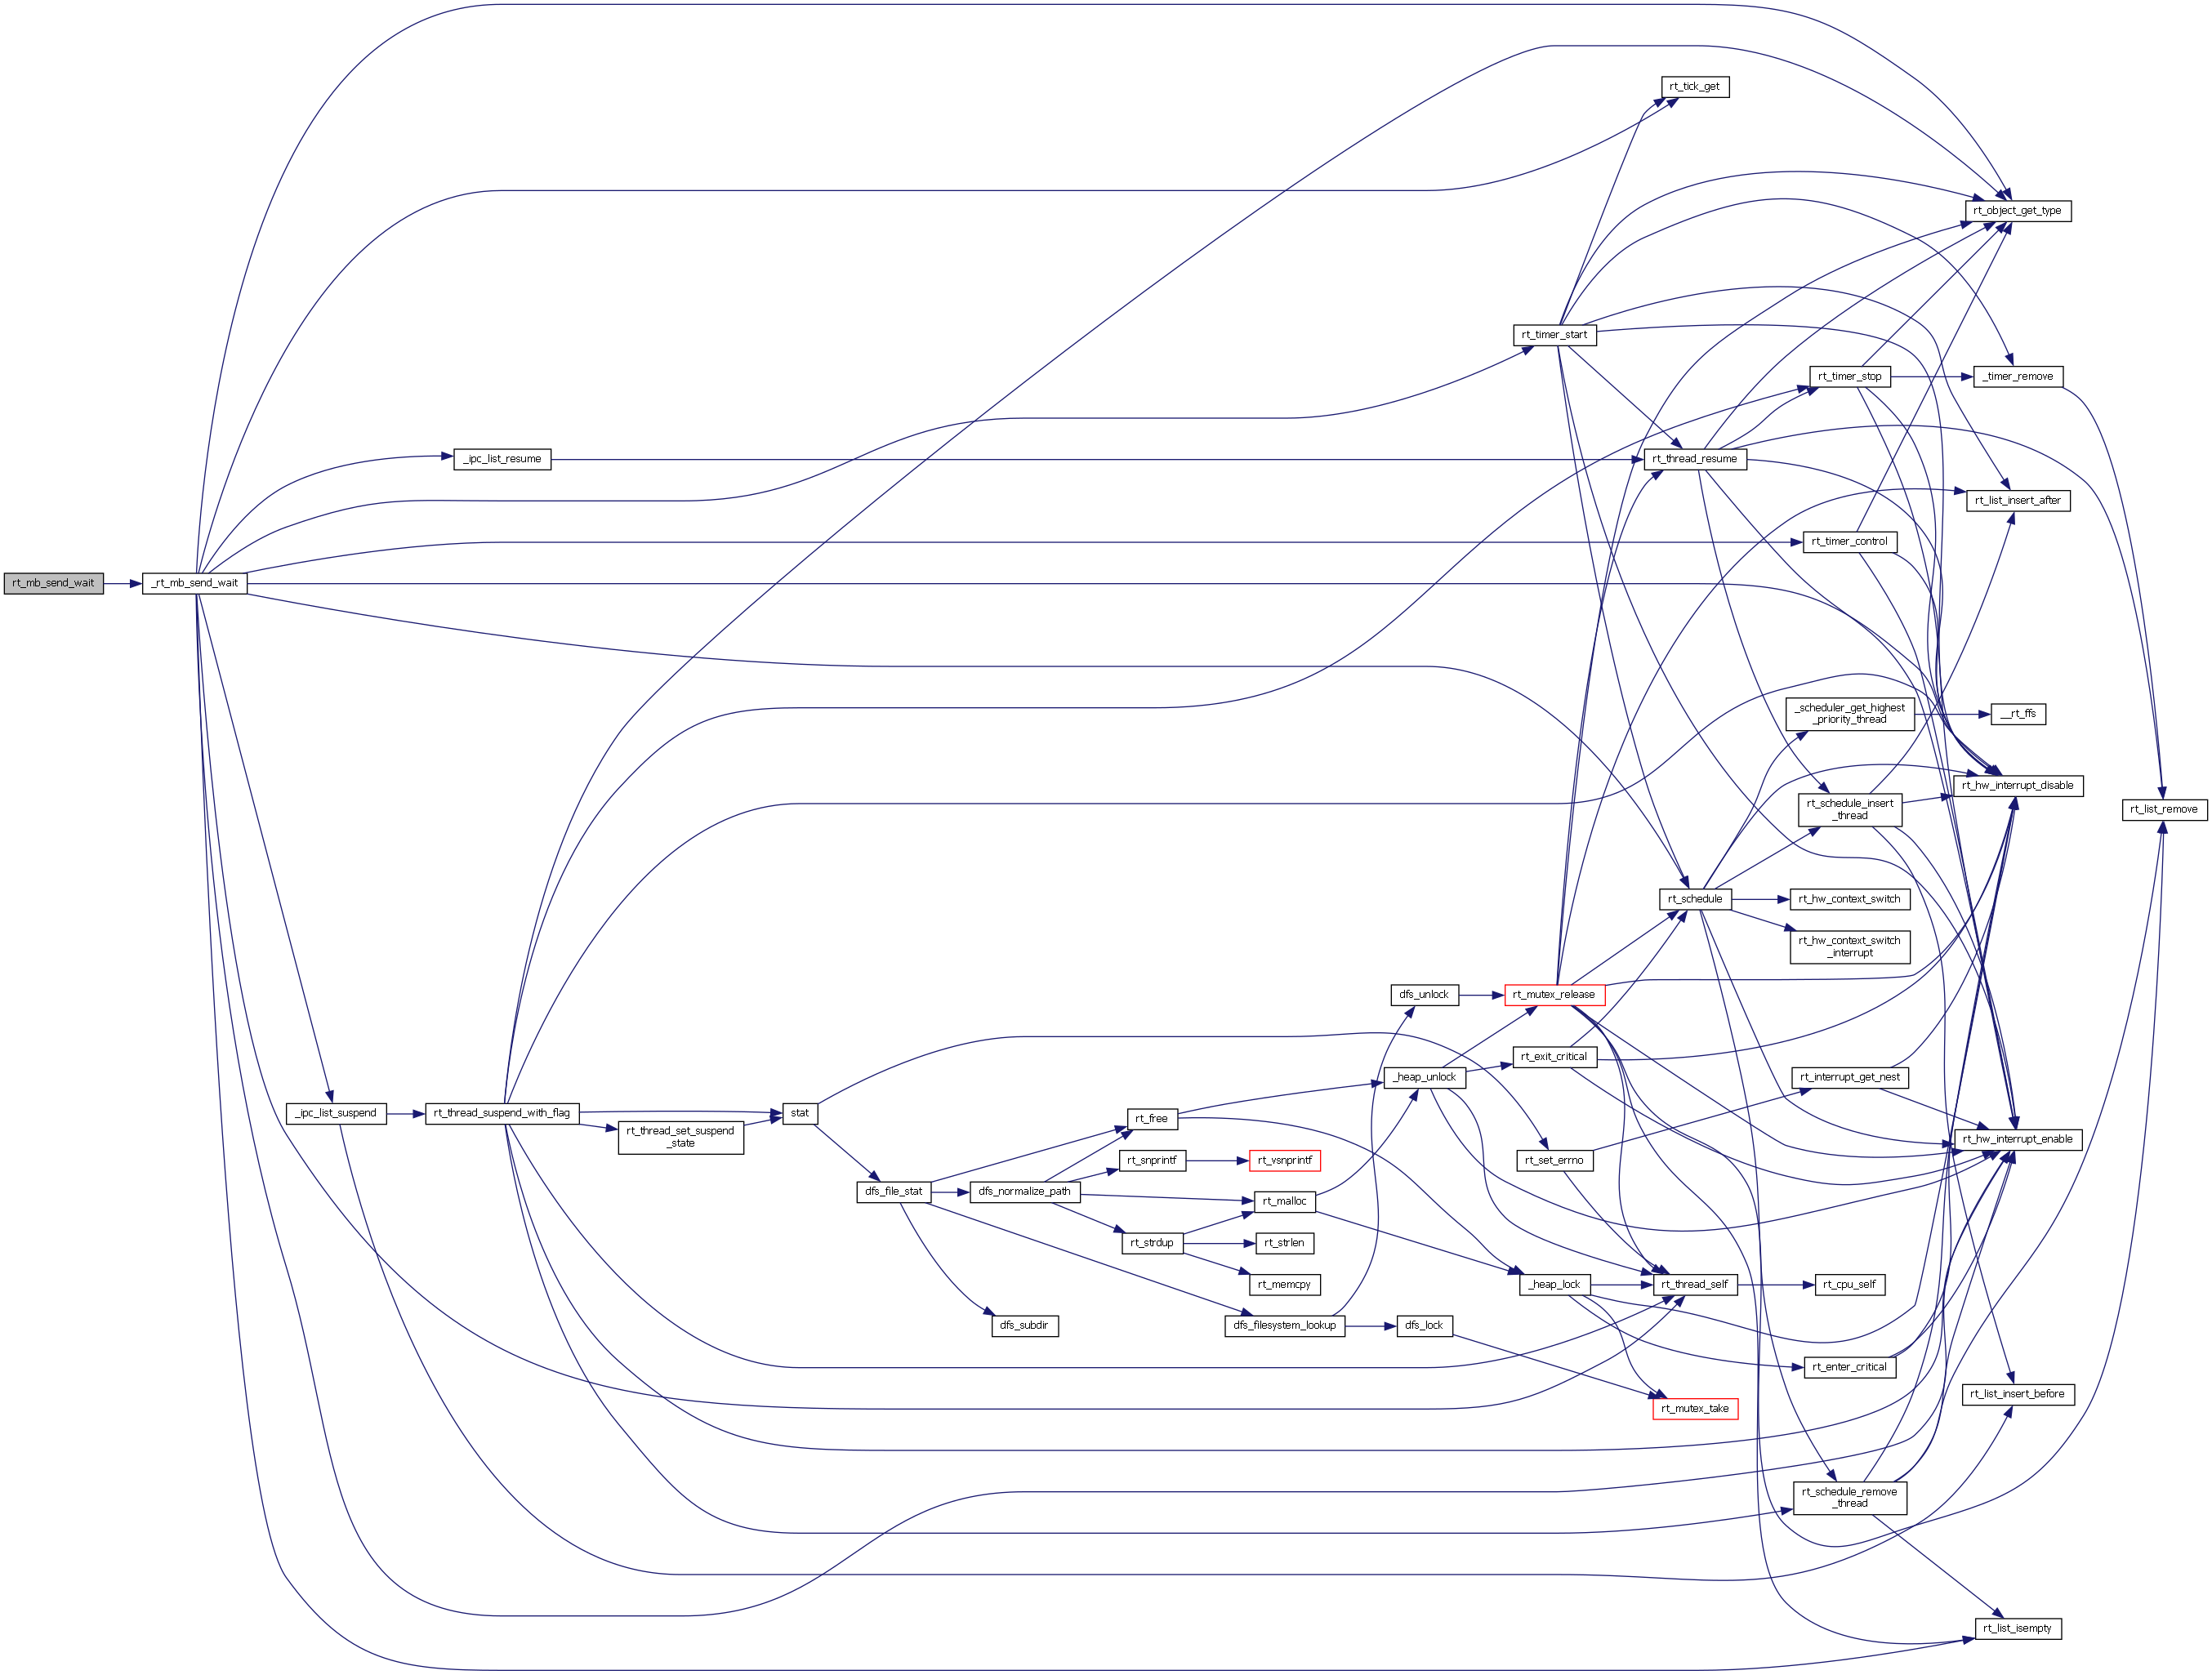 rt_tick_get
rt_object_get_type
rt_timer_start
rt_timer_stop
_timer_remove
_ipc_list_resume
rt_thread_resume
rt_list_insert_after
rt_timer_control
rt_mb_send_wait
_rt_mb_send_wait
_scheduler_get_highest
_priority_thread
__rt_ffs
rt_hw_interrupt_disable
rt_schedule_insert
_thread
rt_list_remove
rt_schedule
rt_hw_context_switch
rt_hw_context_switch
_interrupt
dfs_unlock
rt_mutex_release
rt_exit_critical
_heap_unlock
rt_interrupt_get_nest
_ipc_list_suspend
rt_thread_suspend_with_flag
stat
rt_free
rt_thread_set_suspend
_state
rt_hw_interrupt_enable
rt_snprintf
rt_vsnprintf
rt_set_errno
dfs_file_stat
dfs_normalize_path
rt_malloc
rt_strdup
rt_strlen
rt_memcpy
_heap_lock
rt_thread_self
rt_cpu_self
dfs_subdir
dfs_filesystem_lookup
dfs_lock
rt_enter_critical
rt_list_insert_before
rt_mutex_take
rt_schedule_remove
_thread
rt_list_isempty